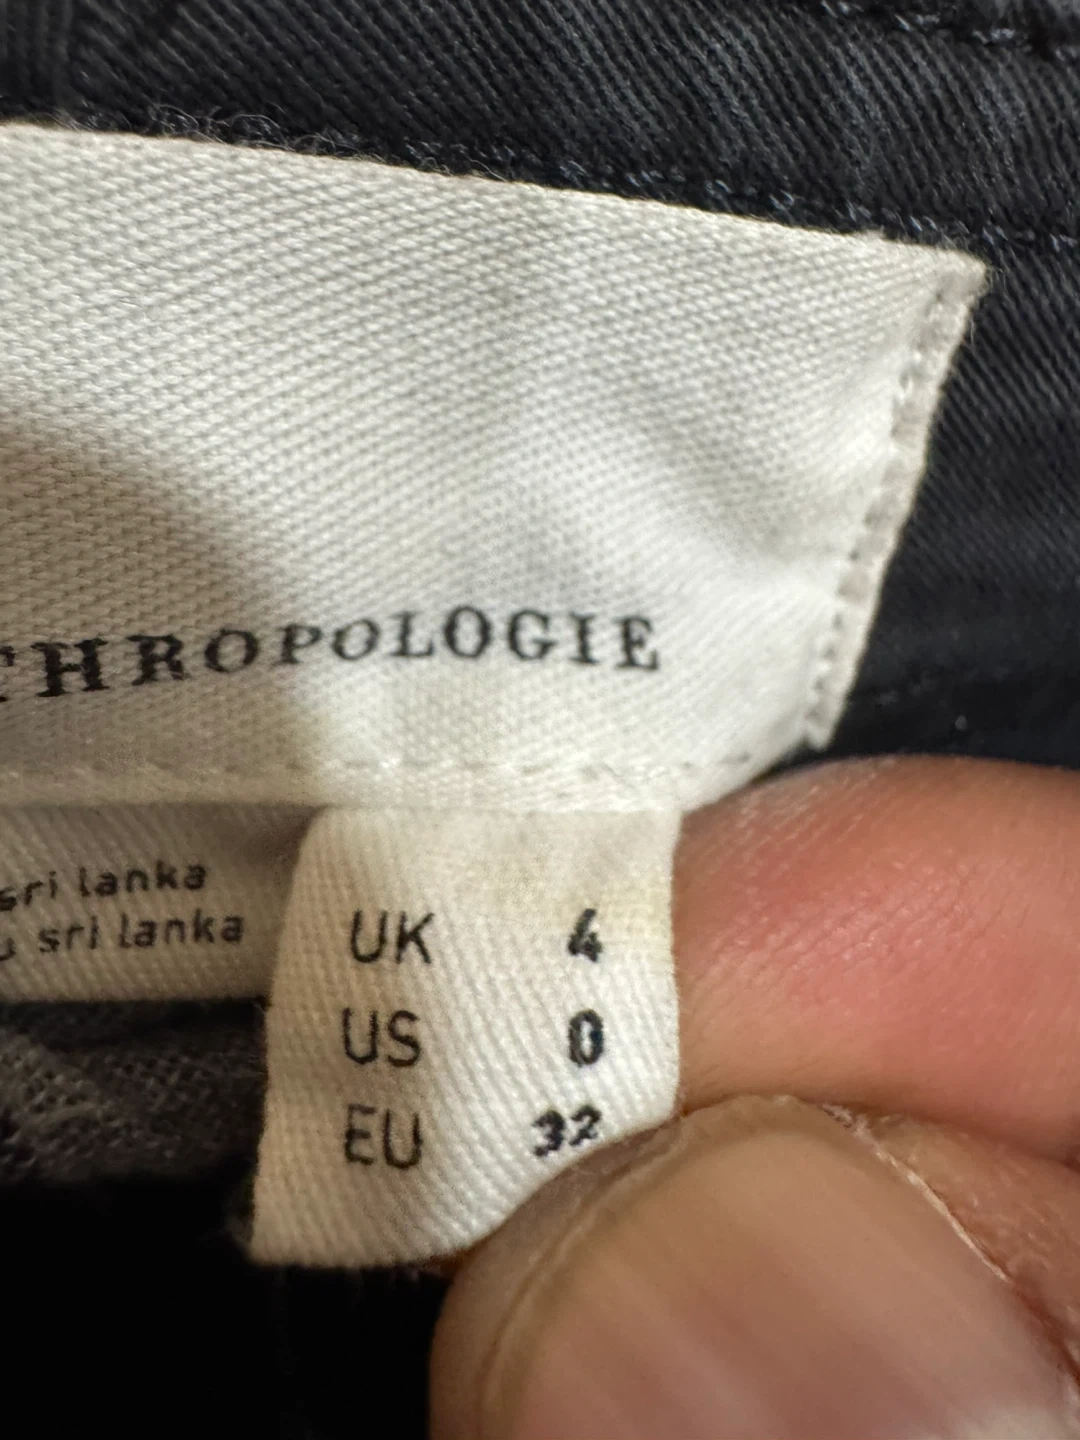 THROPOLOGIE
sri lanka
sri lanka
UK 4
US 0
EU 32